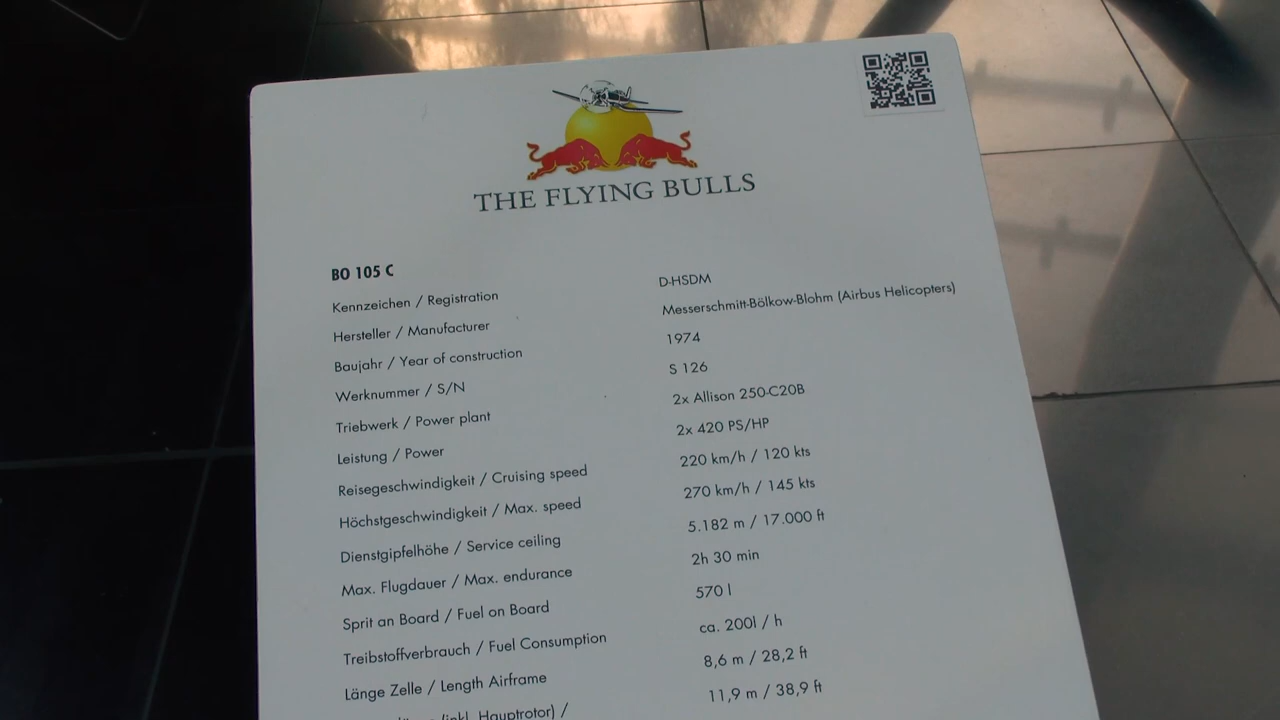 THE FLYING BULLS
BO 105 C
Kennzeichen / Registration D-HSDM
Hersteller / Manufacturer Messerschmitt-Bölkow-Blohm (Airbus Helicopters)
Baujahr / Year of construction 1974
Werknummer / S/N S 126
Triebwerk / Power plant 2x Allison 250-C20B
Leistung / Power 2x 420 PS/HP
Reisegeschwindigkeit / Cruising speed 220 km/h / 120 kts
Höchstgeschwindigkeit / Max. speed 270 km/h / 145 kts
Dienstgipfelhöhe / Service ceiling 5.182 m / 17.000 ft
Max. Flugdauer / Max. endurance 2h 30 min
Sprit an Board / Fuel on Board 570 l
Treibstoffverbrauch / Fuel Consumption ca. 200l / h
Länge Zelle / Length Airframe 8,6 m / 28,2 ft
(inkl. Hauptrotor) / 11,9 m / 38,9 ft